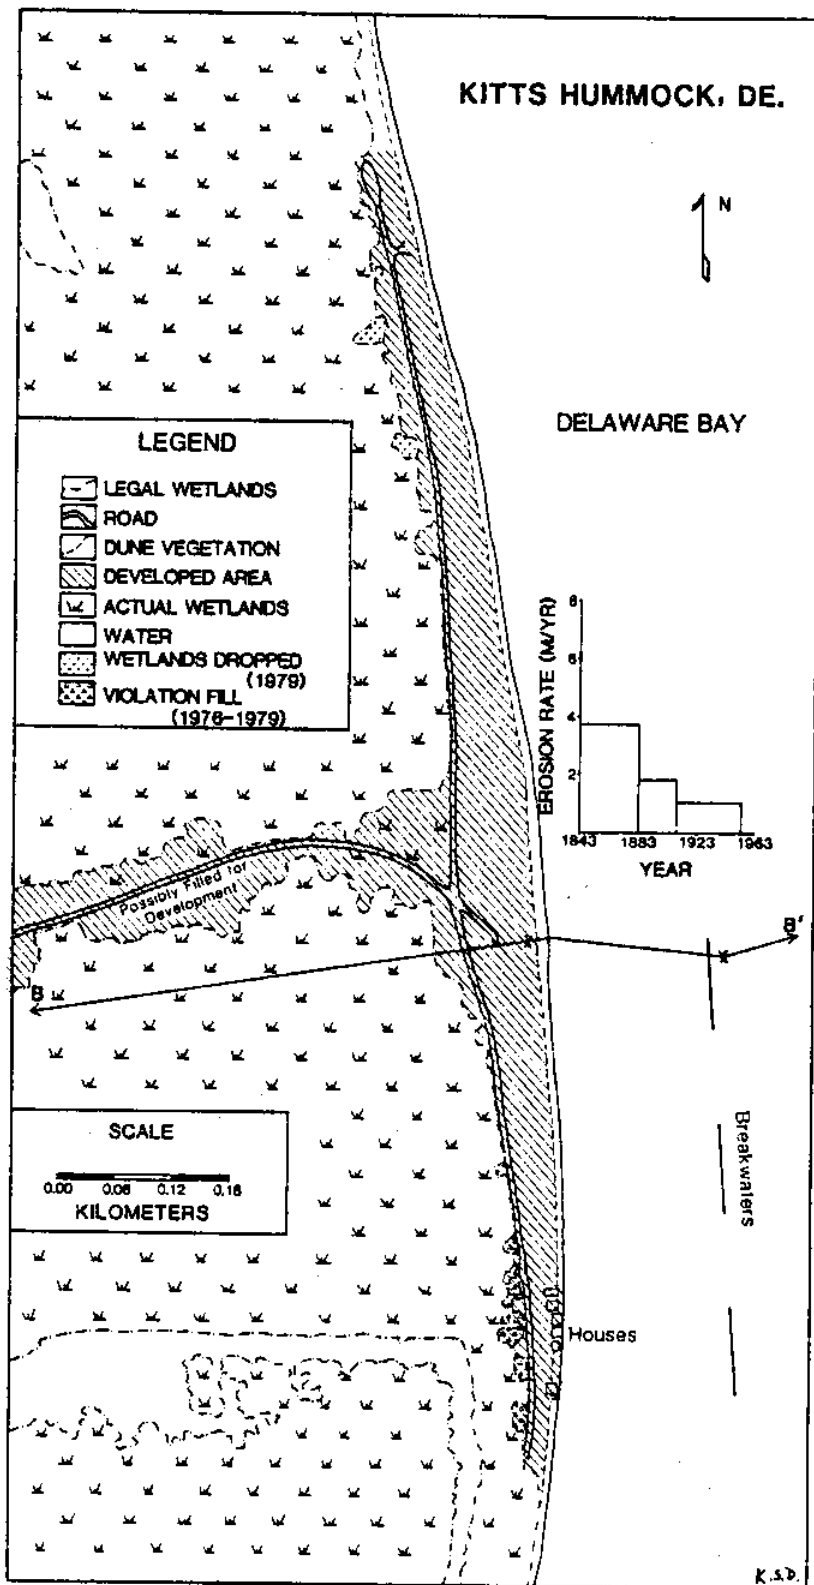 KITTS HUMMOCK, DE.
N
DELAWARE BAY
LEGEND
LEGAL WETLANDS
ROAD
DUNE VEGETATION
DEVELOPED AREA
ACTUAL WETLANDS
WATER
WETLANDS DROPPED
(1979)
VIOLATION FILL
(1976-1979)
EROSION RATE (M/YR)
8
6
4
2
1843 1883 1923 1963
YEAR
Possibly Filled for
Development
B
B'
SCALE
0.00 0.06 0.12 0.18
KILOMETERS
Breakwaters
Houses
K.S.D.